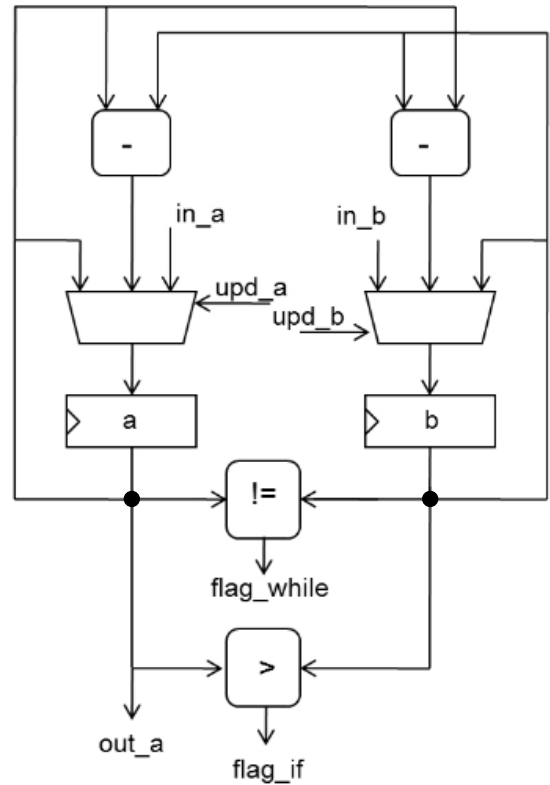 - -
in_a in_b
upd_a
upd_b
a b
!=
flag_while
>
out_a
flag_if